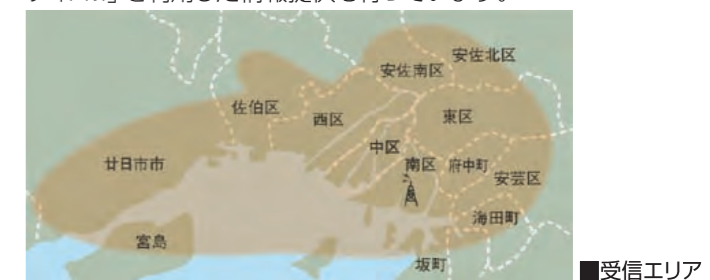 安佐北区
安佐南区
佐伯区
西区
東区
中区
廿日市市
南区
府中町
安芸区
海田町
宮島
坂町
■受信エリア